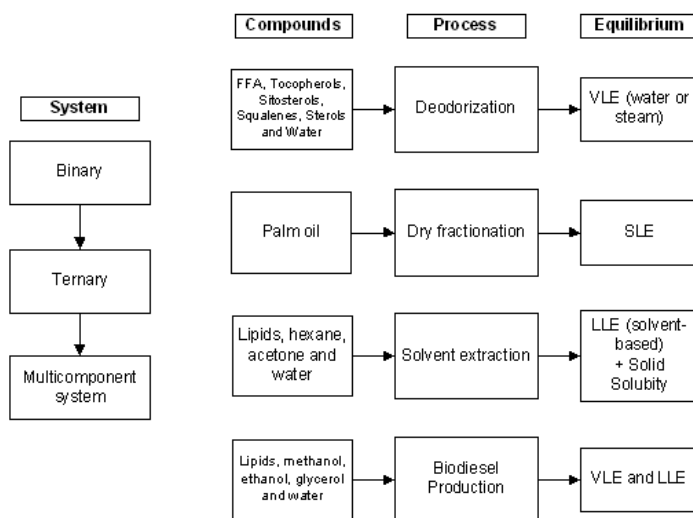 System
Binary
Ternary
Multicomponent
system
Compounds
Process
Equilibrium
FFA, Tocopherols,
Sitosterols,
Squalenes, Sterols
and Water
Deodorization
VLE (water or
steam)
Palm oil
Dry fractionation
SLE
Lipids, hexane,
acetone and
water
Solvent extraction
LLE (solvent-
based)
+ Solid
Solubity
Lipids, methanol,
ethanol, glycerol
and water
Biodiesel
Production
VLE and LLE